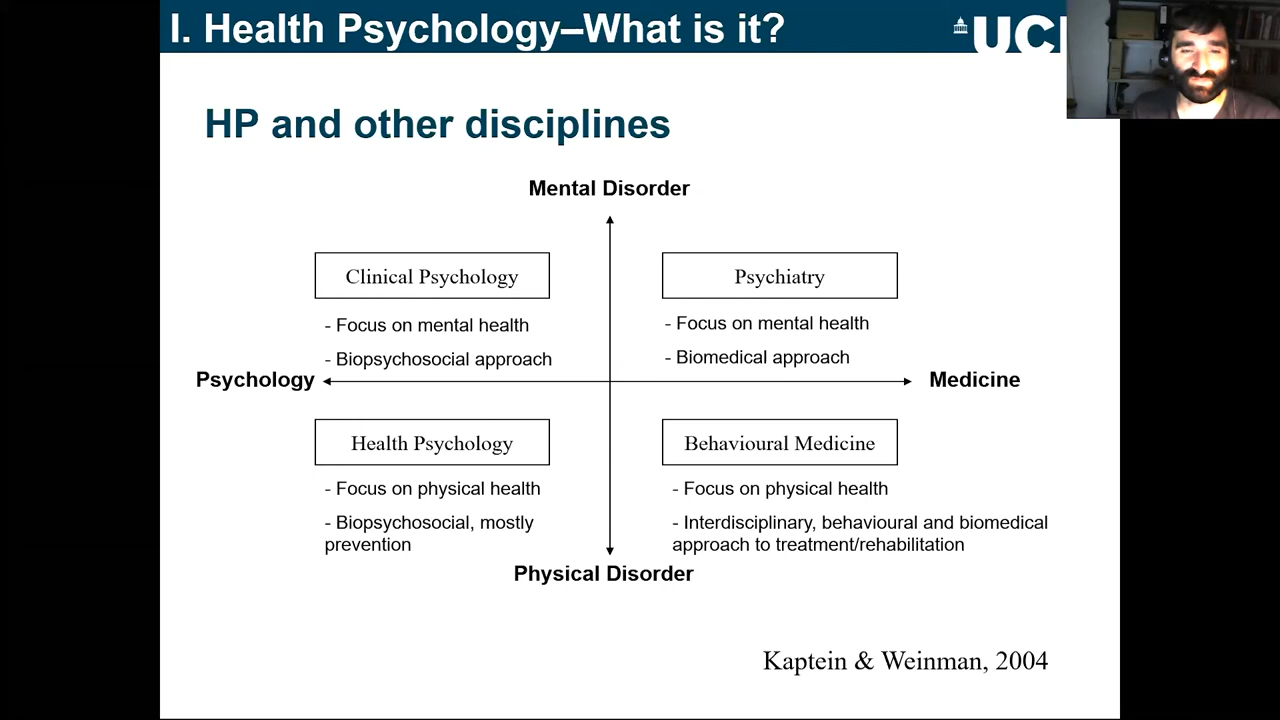 I. Health Psychology–What is it?
UCL
HP and other disciplines
Mental Disorder
Clinical Psychology
Psychiatry
- Focus on mental health
- Focus on mental health
- Biopsychosocial approach
- Biomedical approach
Psychology
Medicine
Health Psychology
Behavioural Medicine
- Focus on physical health
- Focus on physical health
- Biopsychosocial, mostly
prevention
- Interdisciplinary, behavioural and biomedical
approach to treatment/rehabilitation
Physical Disorder
Kaptein & Weinman, 2004